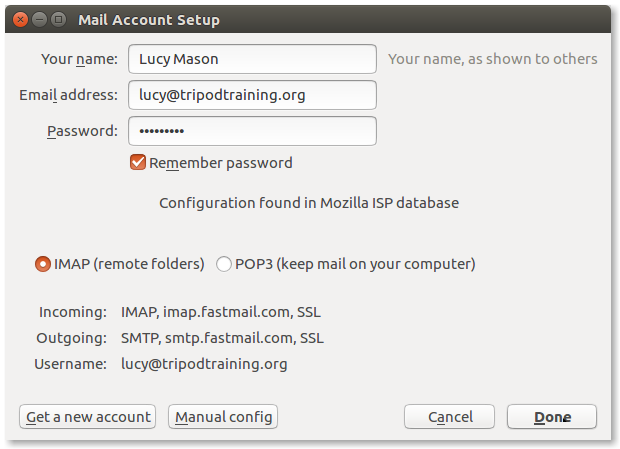 Mail Account Setup
Your name: Lucy Mason Your name, as shown to others
Email address: lucy@tripodtraining.org
Password: •••••••••
Remember password
Configuration found in Mozilla ISP database
IMAP (remote folders) POP3 (keep mail on your computer)
Incoming: IMAP, imap.fastmail.com, SSL
Outgoing: SMTP, smtp.fastmail.com, SSL
Username: lucy@tripodtraining.org
Get a new account Manual config Cancel Done